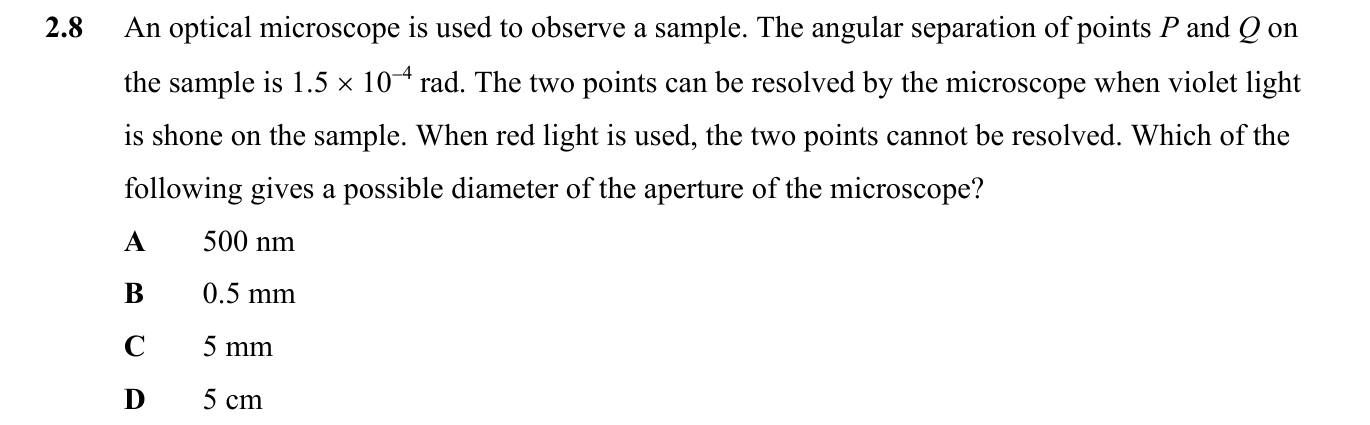 2.8 An optical microscope is used to observe a sample. The angular separation of points P and Q on
the sample is 1.5 × 10⁻⁴ rad. The two points can be resolved by the microscope when violet light
is shone on the sample. When red light is used, the two points cannot be resolved. Which of the
following gives a possible diameter of the aperture of the microscope?
A 500 nm
B 0.5 mm
C 5 mm
D 5 cm